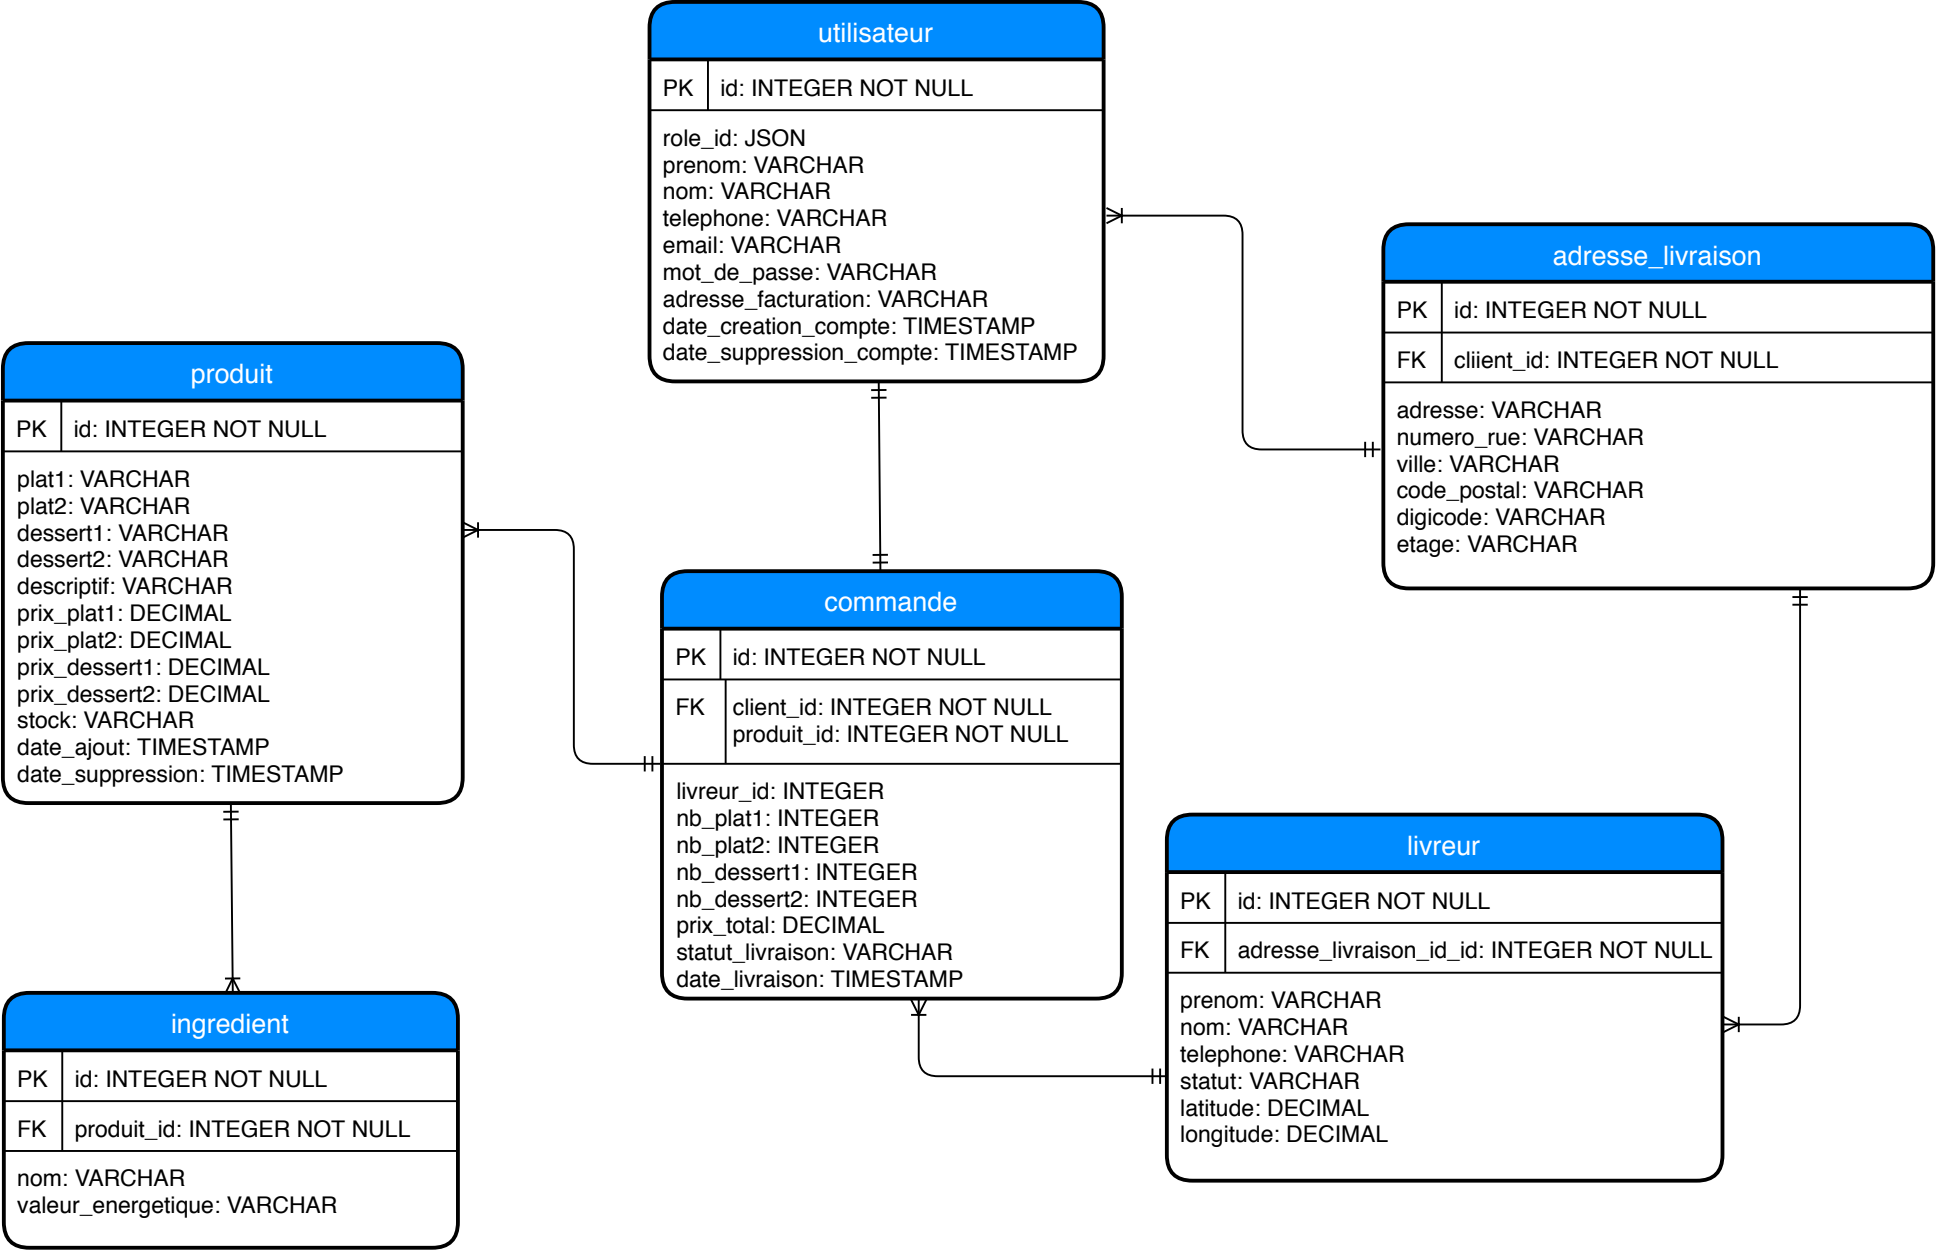 utilisateur
PK id: INTEGER NOT NULL
role_id: JSON
prenom: VARCHAR
nom: VARCHAR
telephone: VARCHAR
email: VARCHAR
mot_de_passe: VARCHAR
adresse_facturation: VARCHAR
date_creation_compte: TIMESTAMP
date_suppression_compte: TIMESTAMP
adresse_livraison
PK id: INTEGER NOT NULL
FK cliient_id: INTEGER NOT NULL
adresse: VARCHAR
numero_rue: VARCHAR
ville: VARCHAR
code_postal: VARCHAR
digicode: VARCHAR
etage: VARCHAR
produit
PK id: INTEGER NOT NULL
plat1: VARCHAR
plat2: VARCHAR
dessert1: VARCHAR
dessert2: VARCHAR
descriptif: VARCHAR
prix_plat1: DECIMAL
prix_plat2: DECIMAL
prix_dessert1: DECIMAL
prix_dessert2: DECIMAL
stock: VARCHAR
date_ajout: TIMESTAMP
date_suppression: TIMESTAMP
commande
PK id: INTEGER NOT NULL
FK client_id: INTEGER NOT NULL
produit_id: INTEGER NOT NULL
livreur_id: INTEGER
nb_plat1: INTEGER
nb_plat2: INTEGER
nb_dessert1: INTEGER
nb_dessert2: INTEGER
prix_total: DECIMAL
statut_livraison: VARCHAR
date_livraison: TIMESTAMP
livreur
PK id: INTEGER NOT NULL
FK adresse_livraison_id_id: INTEGER NOT NULL
prenom: VARCHAR
nom: VARCHAR
telephone: VARCHAR
statut: VARCHAR
latitude: DECIMAL
longitude: DECIMAL
ingredient
PK id: INTEGER NOT NULL
FK produit_id: INTEGER NOT NULL
nom: VARCHAR
valeur_energetique: VARCHAR